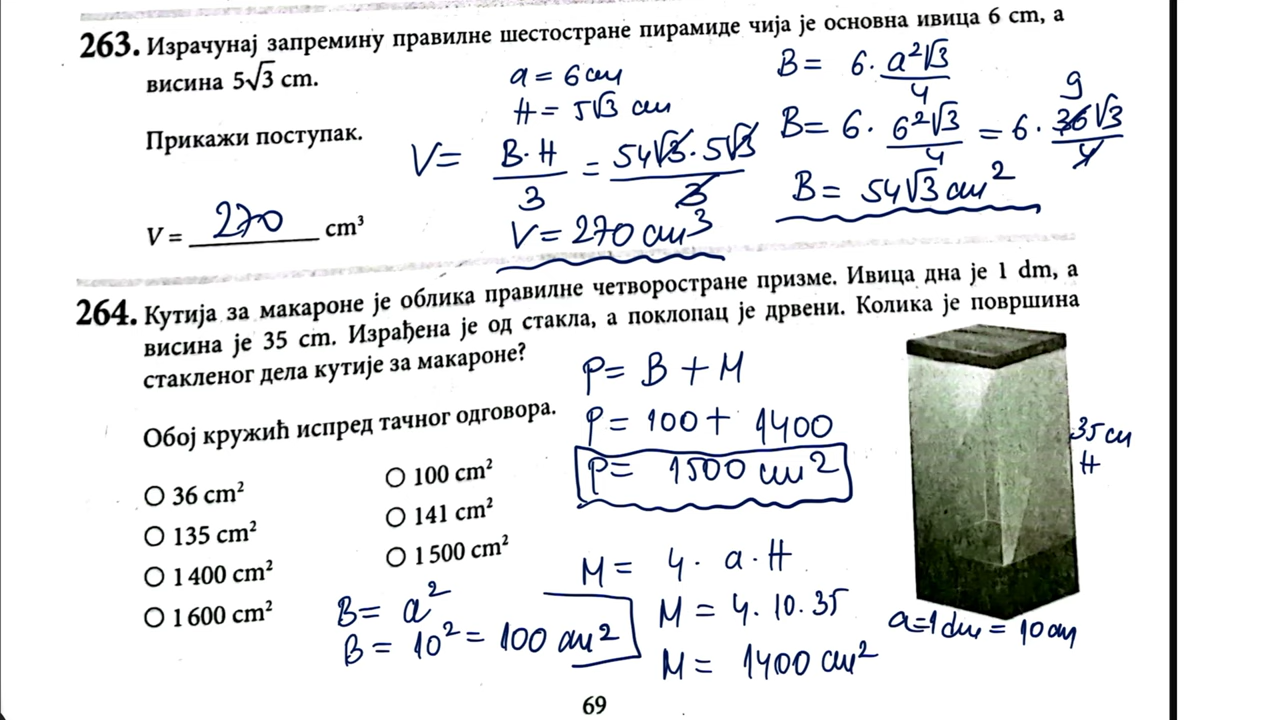 263. Израчунај запремину правилне шестостране пирамиде чија је основна ивица 6 cm, а
висина 5√3 cm.
Прикажи поступак.
a = 6 cm
H = 5√3 cm
B = 6 · a²√3/4
B = 6 · 6²√3/4 = 6 · 36√3/4
9
B = 54√3 cm²
V = B·H/3 = 54√3·5√3/3
V = 270 cm³
V = 270 cm³
264. Кутија за макароне је облика правилне четворостране призме. Ивица дна је 1 dm, а
висина је 35 cm. Израђена је од стакла, а поклопац је дрвени. Колика је површина
стакленог дела кутије за макароне?
Обој кружић испред тачног одговора.
36 cm²
135 cm²
1 400 cm²
1 600 cm²
100 cm²
141 cm²
1 500 cm²
P = B + M
P = 100 + 1400
P = 1500 cm²
M = 4 · a · H
M = 4 · 10 · 35
M = 1400 cm²
B = a²
B = 10² = 100 cm²
35 cm
H
a = 1 dm = 10 cm
69